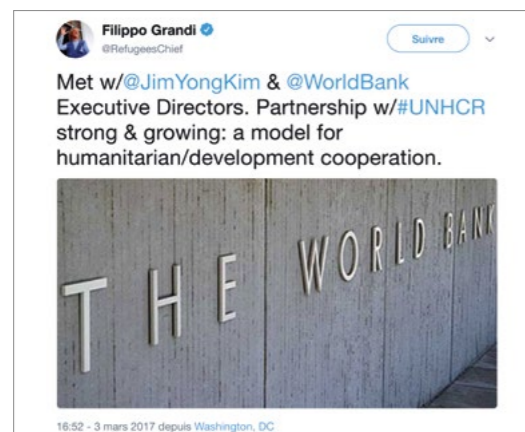 Filippo Grandi
@RefugeesChief
Suivre
Met w/@JimYongKim & @WorldBank
Executive Directors. Partnership w/#UNHCR
strong & growing: a model for
humanitarian/development cooperation.
THE WORLD BANK
16:52 - 3 mars 2017 depuis Washington, DC